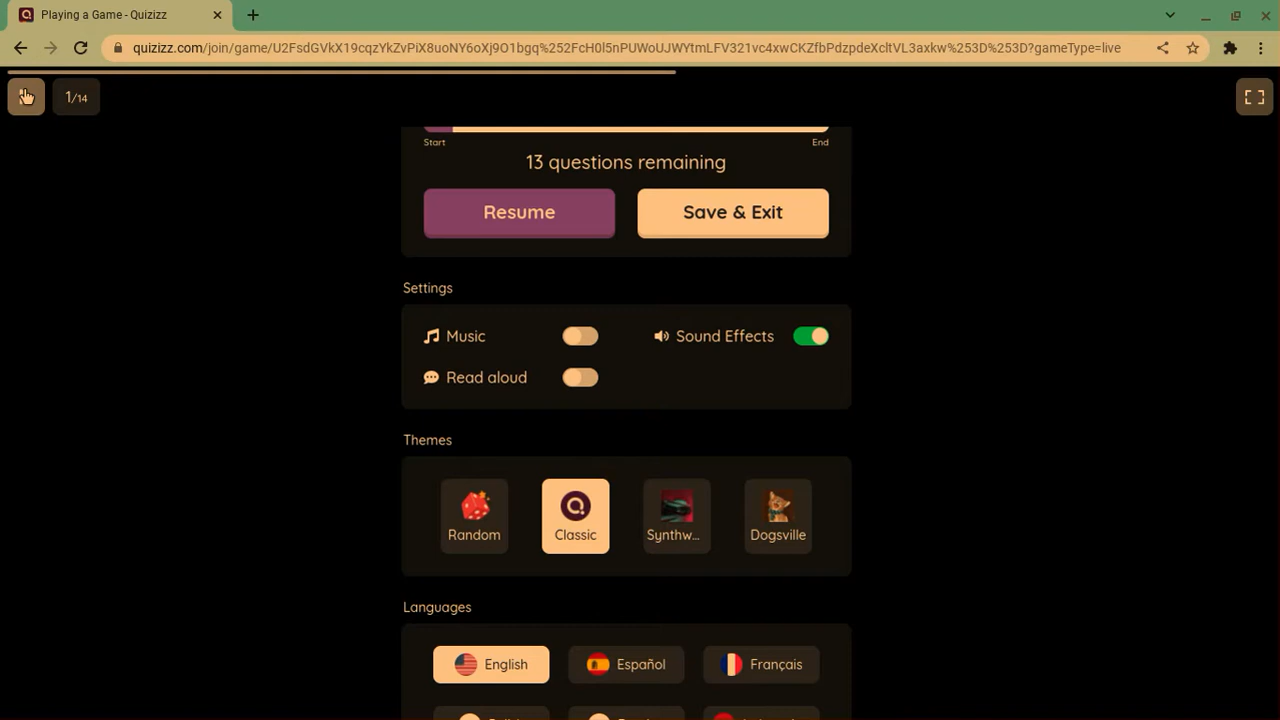 Playing a Game - Quizizz
quizizz.com/join/game/U2FsdGVkX19cqzYkZvPiX8uoNY6oXj9O1bgq%252FcH0l5nPUWoUJWYtmLFV321vc4xwCKZfbPdzpdeXcltVL3axkw%253D%253D?gameType=live
1/14
Start
End
13 questions remaining
Resume
Save & Exit
Settings
Music
Sound Effects
Read aloud
Themes
Random
Classic
Synthw...
Dogsville
Languages
English
Español
Français